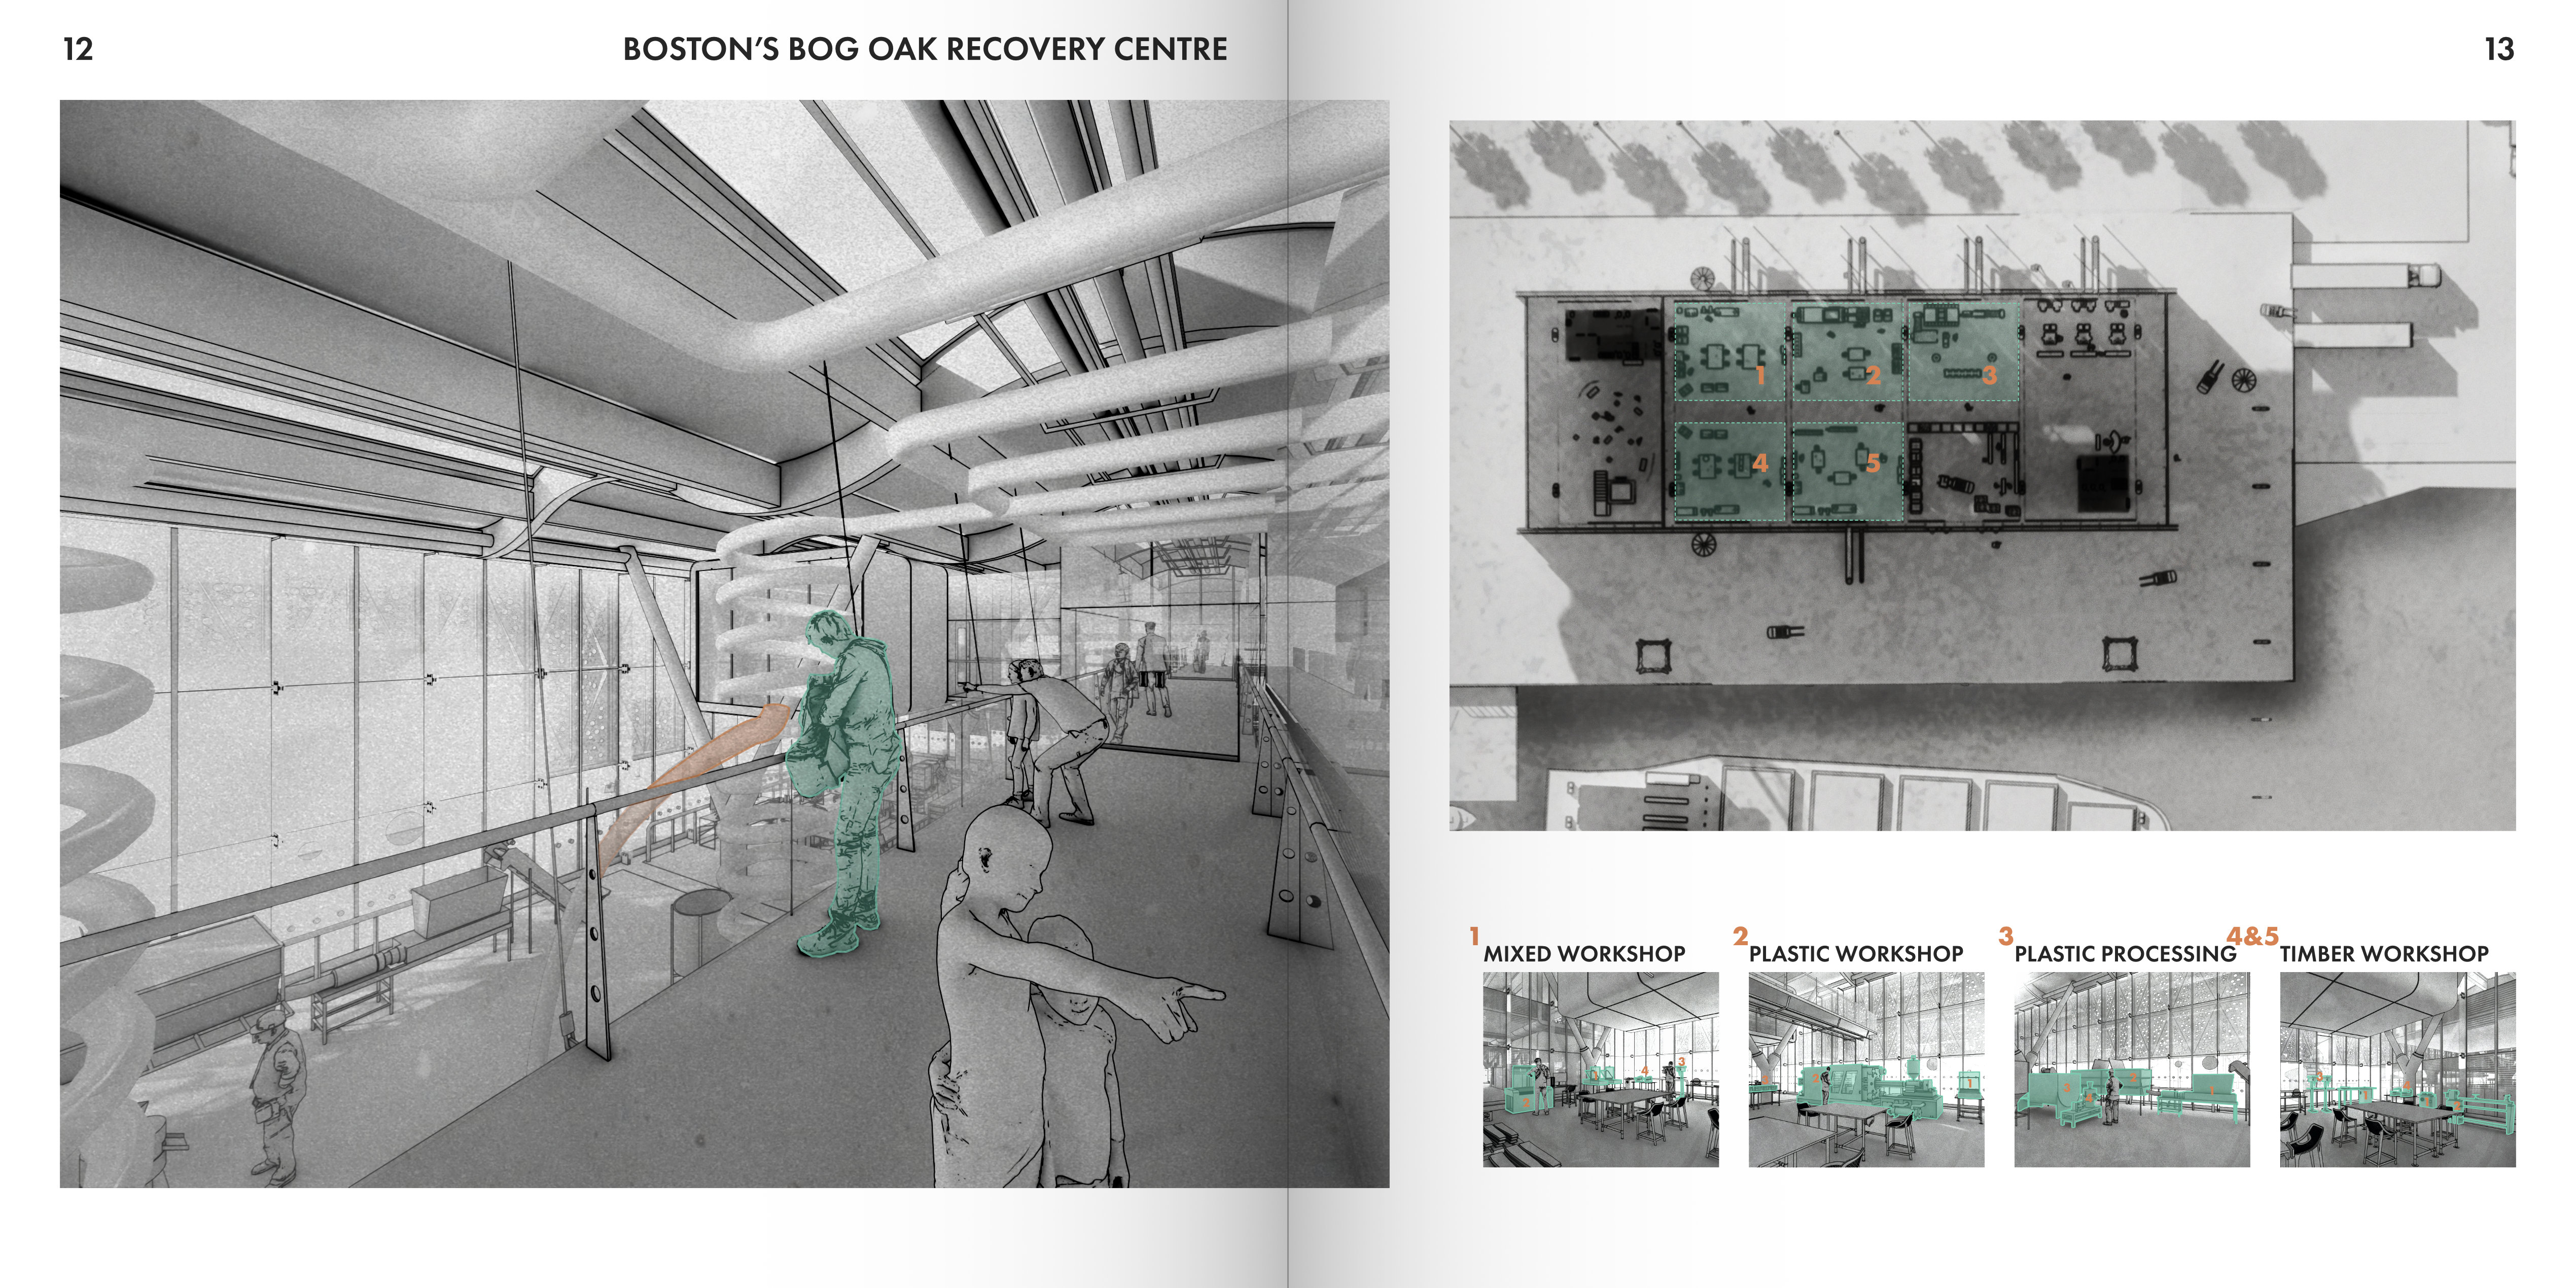 12
BOSTON'S BOG OAK RECOVERY CENTRE
13
1
2
3
4
5
1
MIXED WORKSHOP
2
PLASTIC WORKSHOP
3
PLASTIC PROCESSING
4&5
TIMBER WORKSHOP